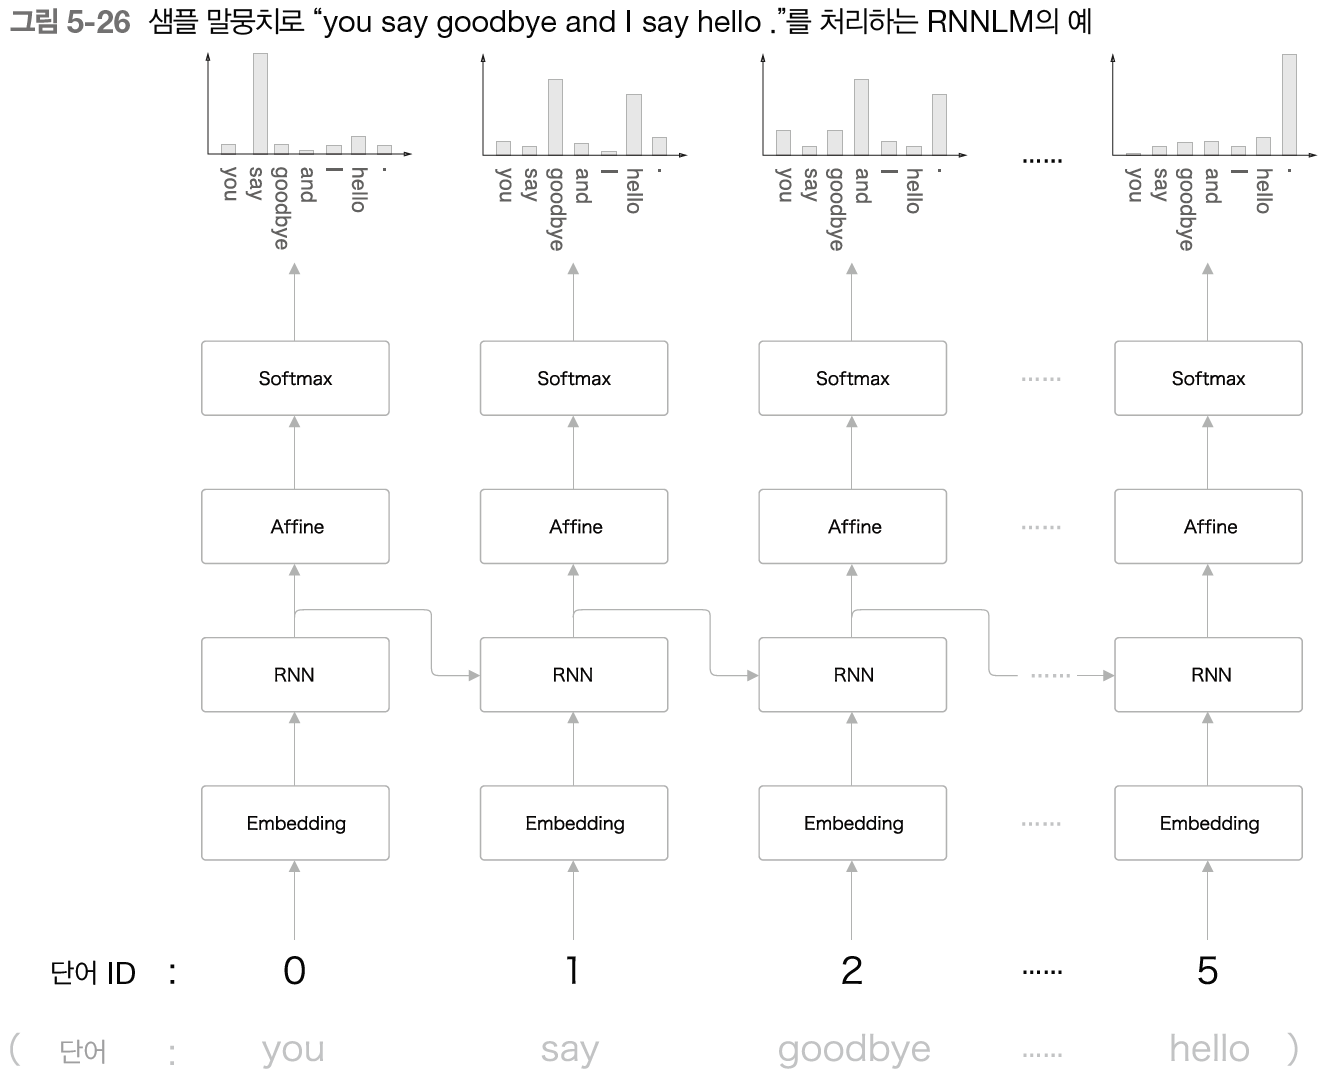 그림 5-26 샘플 말뭉치로 “you say goodbye and I say hello .”를 처리하는 RNNLM의 예
you say goodbye and I hello .
you say goodbye and I hello .
you say goodbye and I hello .
......
you say goodbye and I hello .
Softmax Softmax Softmax ...... Softmax
Affine Affine Affine ...... Affine
RNN RNN RNN ...... RNN
Embedding Embedding Embedding ...... Embedding
단어 ID : 0 1 2 ...... 5
( 단어 : you say goodbye ...... hello )